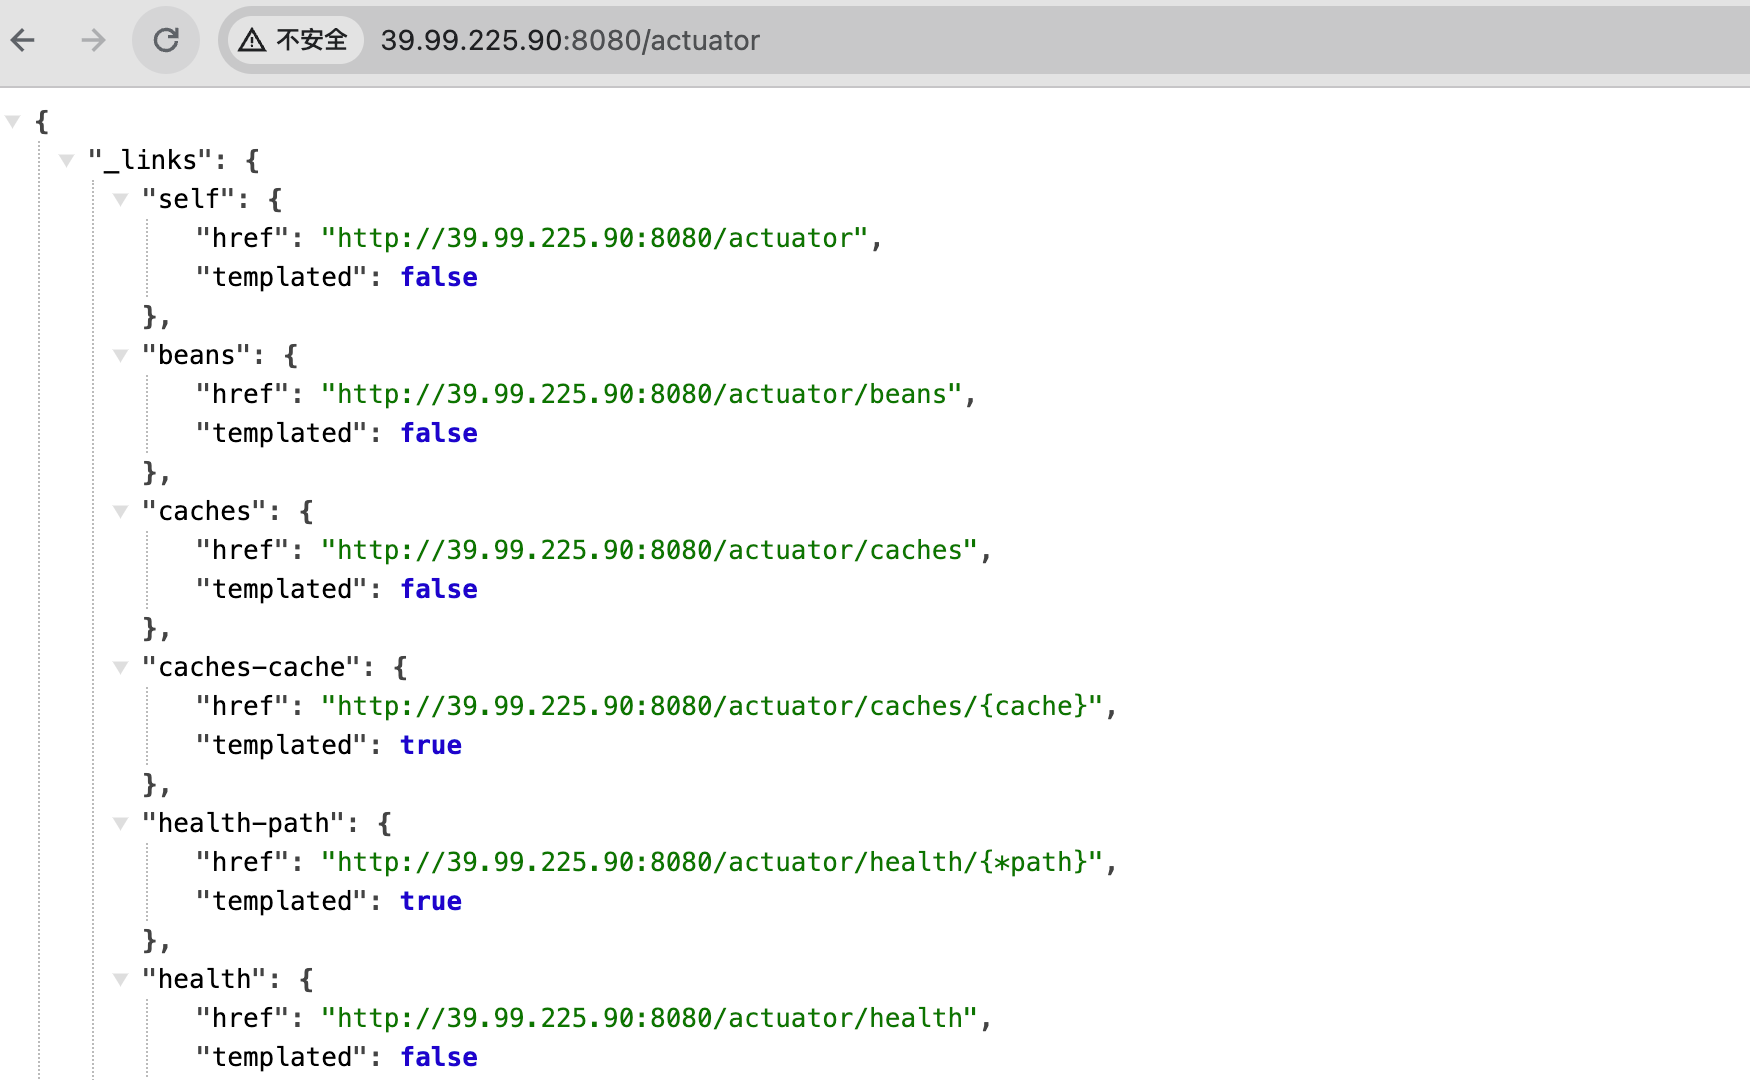 不安全 39.99.225.90:8080/actuator
{
"_links": {
"self": {
"href": "http://39.99.225.90:8080/actuator",
"templated": false
},
"beans": {
"href": "http://39.99.225.90:8080/actuator/beans",
"templated": false
},
"caches": {
"href": "http://39.99.225.90:8080/actuator/caches",
"templated": false
},
"caches-cache": {
"href": "http://39.99.225.90:8080/actuator/caches/{cache}",
"templated": true
},
"health-path": {
"href": "http://39.99.225.90:8080/actuator/health/{*path}",
"templated": true
},
"health": {
"href": "http://39.99.225.90:8080/actuator/health",
"templated": false